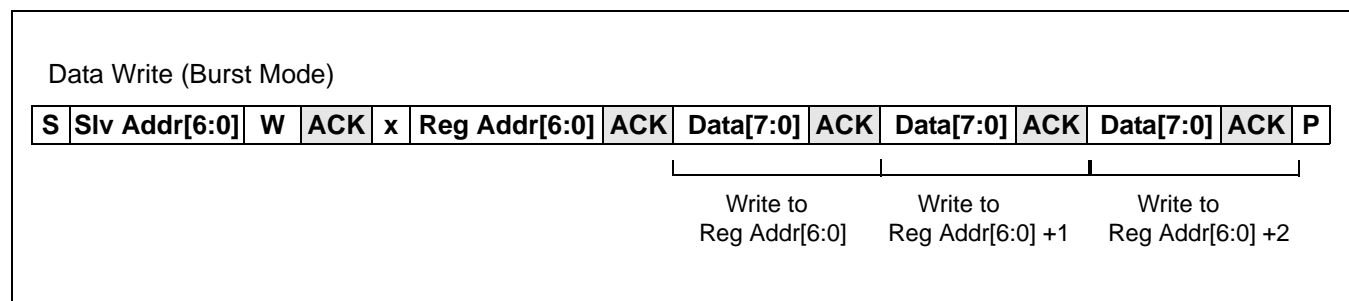 Data Write (Burst Mode)
S Slv Addr[6:0] W ACK x Reg Addr[6:0] ACK Data[7:0] ACK Data[7:0] ACK Data[7:0] ACK P
Write to Write to Write to
Reg Addr[6:0] Reg Addr[6:0] +1 Reg Addr[6:0] +2